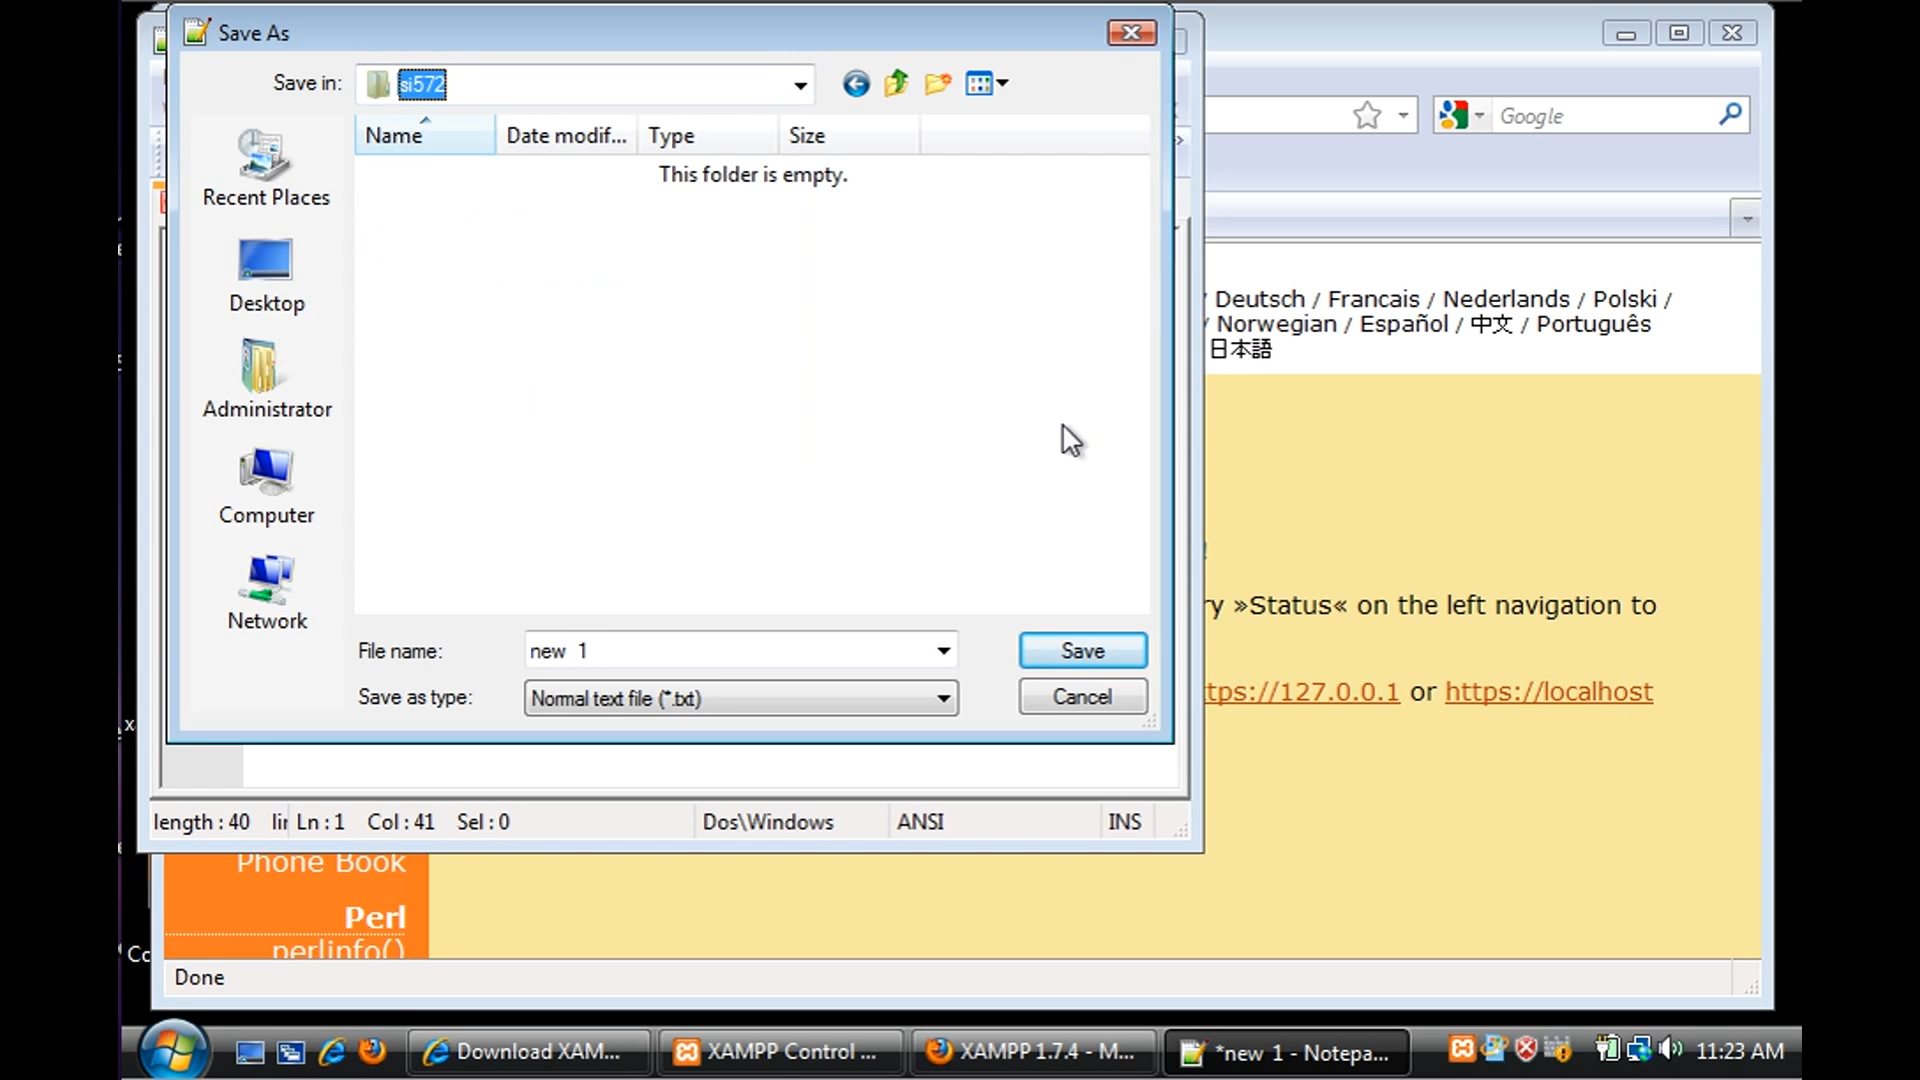 Save As
Save in: si572
Google
Name Date modif... Type Size
This folder is empty.
Recent Places
Desktop
Administrator
Computer
Network
File name: new  1 Save
Save as type: Normal text file (*.txt) Cancel
/ Deutsch / Francais / Nederlands / Polski /
/ Norwegian / Español / 中文 / Português
日本語
ry »Status« on the left navigation to
tps://127.0.0.1 or https://localhost
length : 40 Ln : 1 Col : 41 Sel : 0 Dos\Windows ANSI INS
Phone Book
Perl
perlinfo()
Done
Download XAM... XAMPP Control ... XAMPP 1.7.4 - M... *new 1 - Notepa... 11:23 AM